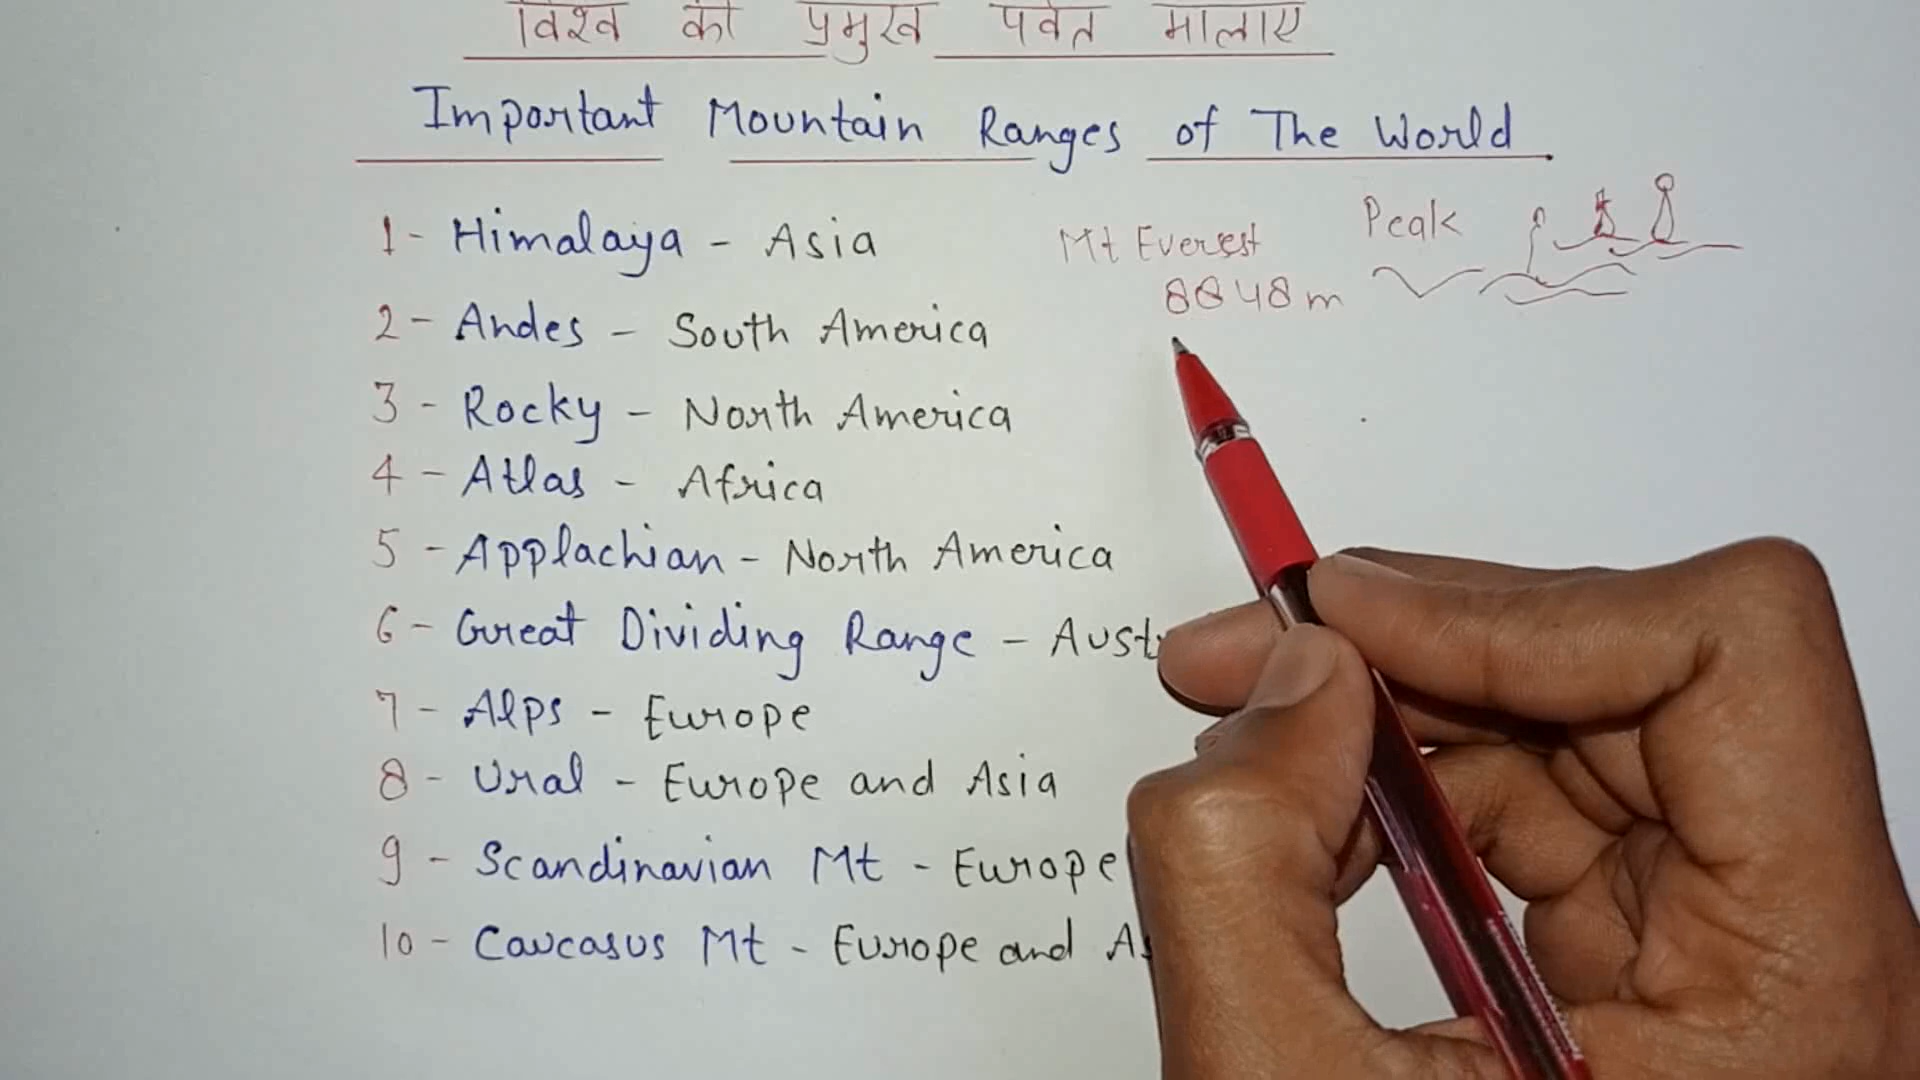 विश्व की प्रमुख पर्वत मालाए
Important Mountain Ranges of The World
1- Himalaya - Asia
Mt Everest
8848 m
Peak
2- Andes - South America
3- Rocky - North America
4- Atlas - Africa
5- Applachian - North America
6- Great Dividing Range - Aust
7- Alps - Europe
8- Ural - Europe and Asia
9- Scandinavian Mt - Europe
10- Caucasus Mt - Europe and As